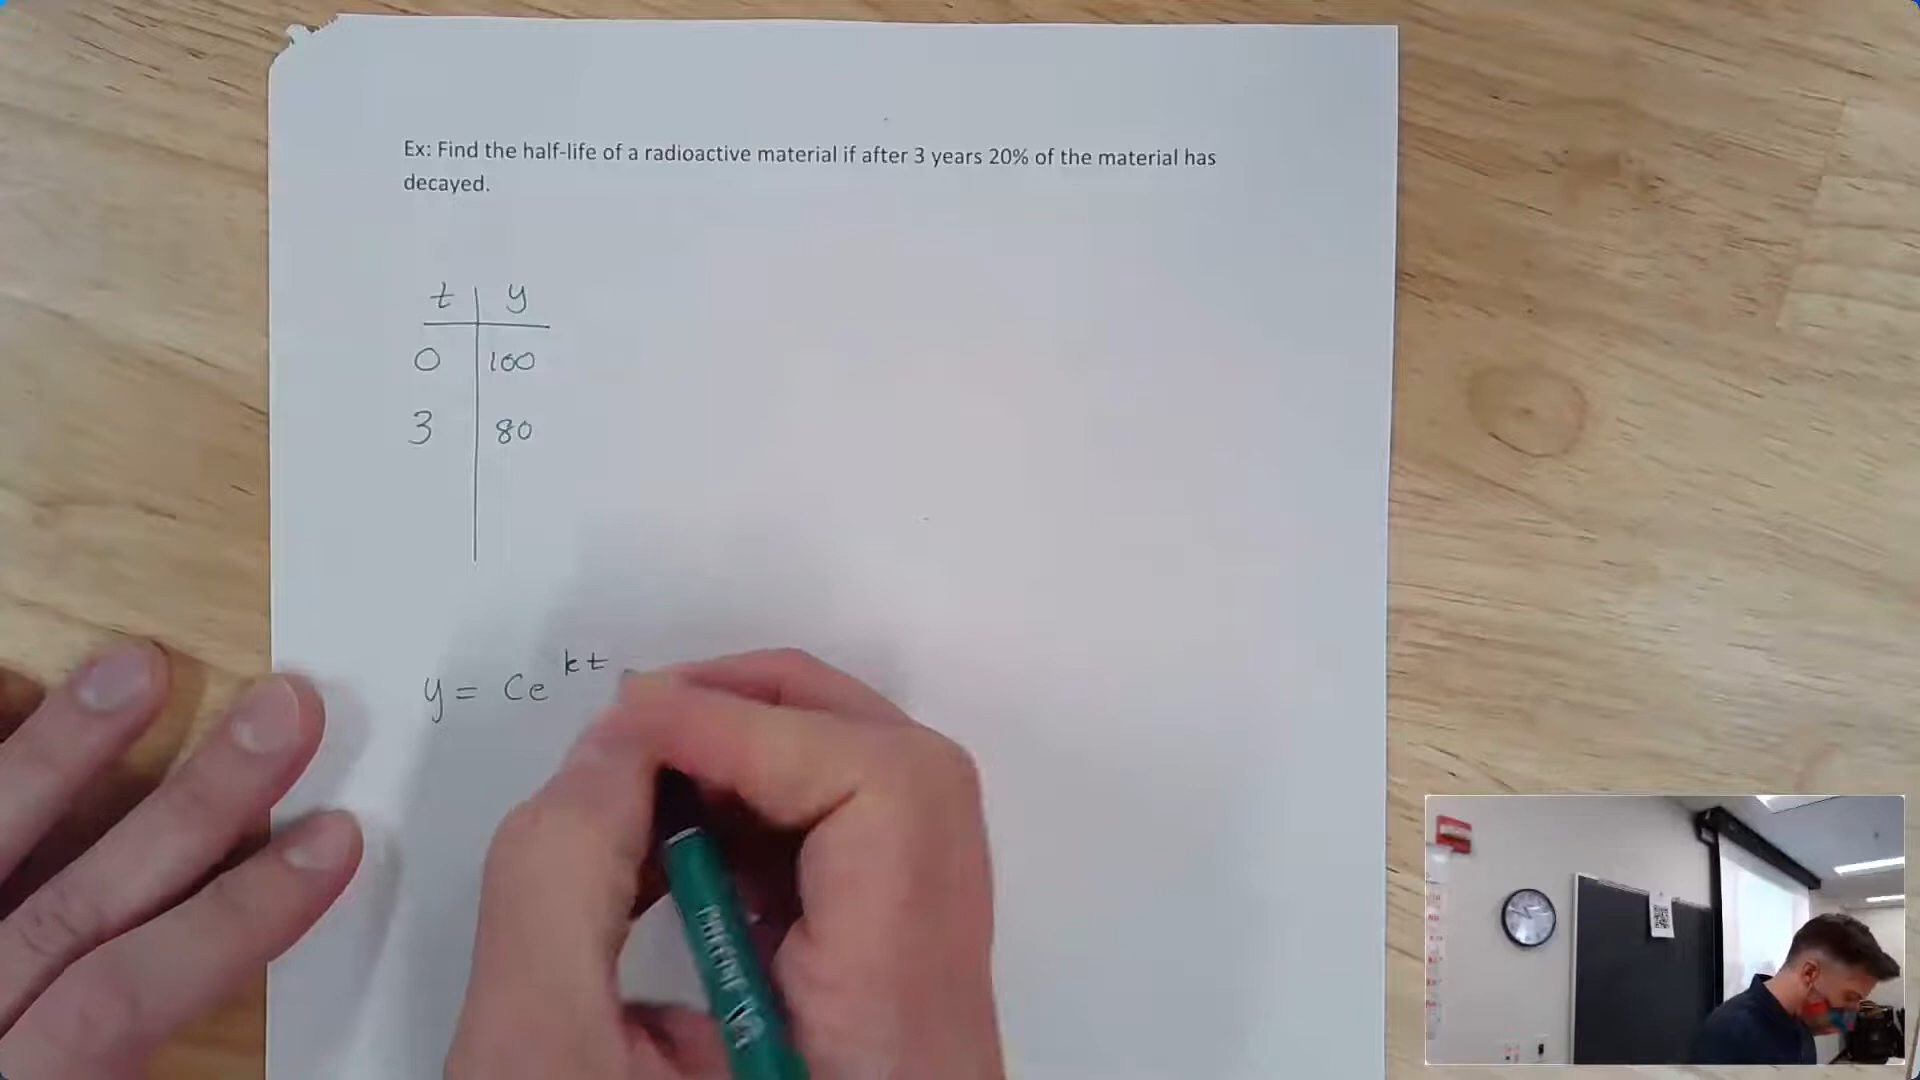 Ex: Find the half-life of a radioactive material if after 3 years 20% of the material has
decayed.
t y
0 100
3 80
y = Ce^kt